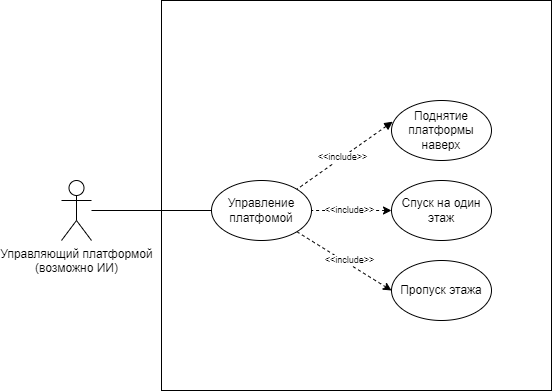 Поднятие
платформы
наверх
<<include>>
Управление
платфомой
<<include>>
Спуск на один
этаж
Управляющий платформой
(возможно ИИ)
<<include>>
Пропуск этажа